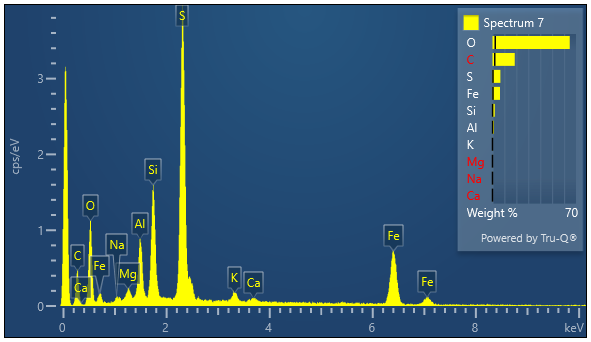 Spectrum 7
O
C
S
Fe
Si
Al
K
Mg
Na
Ca
Weight % 70
Powered by Tru-Q®
cps/eV
3
2
1
0
S
Si
O
Al
Na
C
Fe
Mg
Ca
K
Ca
Fe
Fe
0 2 4 6 8 keV